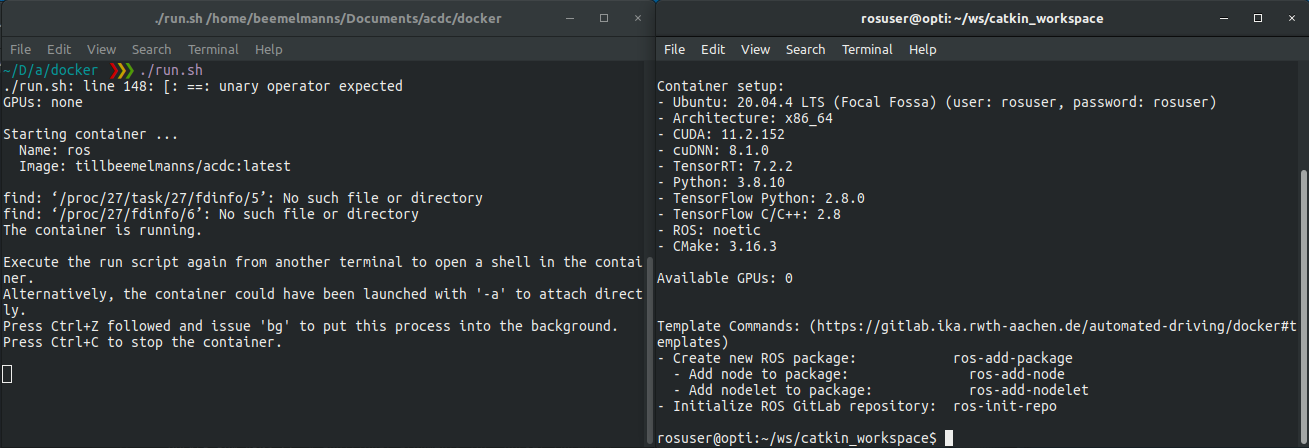 ./run.sh /home/beemelmanns/Documents/acdc/docker
File Edit View Search Terminal Help
~/D/a/docker ❯❯❯ ./run.sh
./run.sh: line 148: [: ==: unary operator expected
GPUs: none
Starting container ...
Name: ros
Image: tillbeemelmanns/acdc:latest
find: ‘/proc/27/task/27/fdinfo/5’: No such file or directory
find: ‘/proc/27/fdinfo/6’: No such file or directory
The container is running.
Execute the run script again from another terminal to open a shell in the contai
ner.
Alternatively, the container could have been launched with '-a' to attach direct
ly.
Press Ctrl+Z followed and issue 'bg' to put this process into the background.
Press Ctrl+C to stop the container.
rosuser@opti: ~/ws/catkin_workspace
File Edit View Search Terminal Help
Container setup:
- Ubuntu: 20.04.4 LTS (Focal Fossa) (user: rosuser, password: rosuser)
- Architecture: x86_64
- CUDA: 11.2.152
- cuDNN: 8.1.0
- TensorRT: 7.2.2
- Python: 3.8.10
- TensorFlow Python: 2.8.0
- TensorFlow C/C++: 2.8
- ROS: noetic
- CMake: 3.16.3
Available GPUs: 0
Template Commands: (https://gitlab.ika.rwth-aachen.de/automated-driving/docker#t
emplates)
- Create new ROS package: ros-add-package
- Add node to package: ros-add-node
- Add nodelet to package: ros-add-nodelet
- Initialize ROS GitLab repository: ros-init-repo
rosuser@opti:~/ws/catkin_workspace$